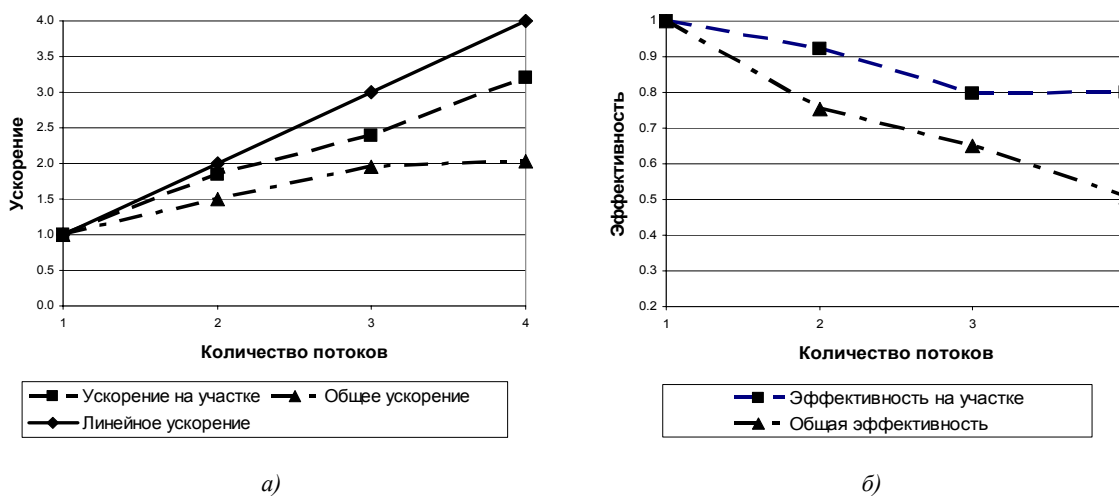 Ускорение
4.0
3.5
3.0
2.5
2.0
1.5
1.0
0.5
0.0
1 2 3 4
Количество потоков
Ускорение на участке Общее ускорение
Линейное ускорение
а)
Эффективность
1
0.9
0.8
0.7
0.6
0.5
0.4
0.3
0.2
1 2 3
Количество потоков
Эффективность на участке
Общая эффективность
б)